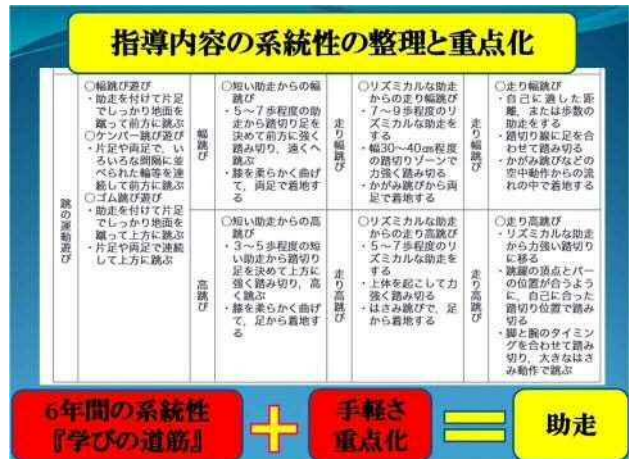 指導内容の系統性の整理と重点化
跳の運動遊び
○幅跳び遊び
・助走を付けて片足
でしっかり地面を
蹴って前方に跳ぶ
○ケンパー跳び遊び
・片足や両足で、い
ろいろな間隔に並
べられた輪等を連
続して前方に跳ぶ
○ゴム跳び遊び
・助走を付けて片足
でしっかり地面を
蹴って上方に跳ぶ
・片足や両足で連続
して上方に跳ぶ
幅跳び
○短い助走からの幅
跳び
・5～7歩程度の助
走から踏切り足を
決めて前方に強く
踏み切り、遠くへ
跳ぶ
・膝を柔らかく曲げ
て、両足で着地する
走り幅跳び
○リズミカルな助走
からの走り幅跳び
・7～9歩程度のリ
ズミカルな助走を
する
・幅30～40㎝程度
の踏切りゾーンで
力強く踏み切る
・かがみ跳びから両
足で着地する
走り幅跳び
○走り幅跳び
・自己に適した距
離、または歩数の
助走をする
・踏切り線に足を合
わせて踏み切る
・かがみ跳びなどの
空中動作からの流
れの中で着地する
高跳び
○短い助走からの高
跳び
・3～5歩程度の短
い助走から踏切り
足を決めて上方に
強く踏み切り、高
く跳ぶ
・膝を柔らかく曲げ
て、足から着地す
る
走り高跳び
○リズミカルな助走
からの走り高跳び
・5～7歩程度のリ
ズミカルな助走を
する
・上体を起こして力
強く踏み切る
・はさみ跳びで、足
から着地する
走り高跳び
○走り高跳び
・リズミカルな助走
から力強い踏切り
に移る
・跳躍の頂点とバー
の位置が合うよう
に、自己に合った
踏切り位置で踏み
切る
・脚と腕のタイミン
グを合わせて踏み
切り、大きなはさ
み動作で跳ぶ
6年間の系統性
『学びの道筋』
＋
手軽さ
重点化
＝
助走